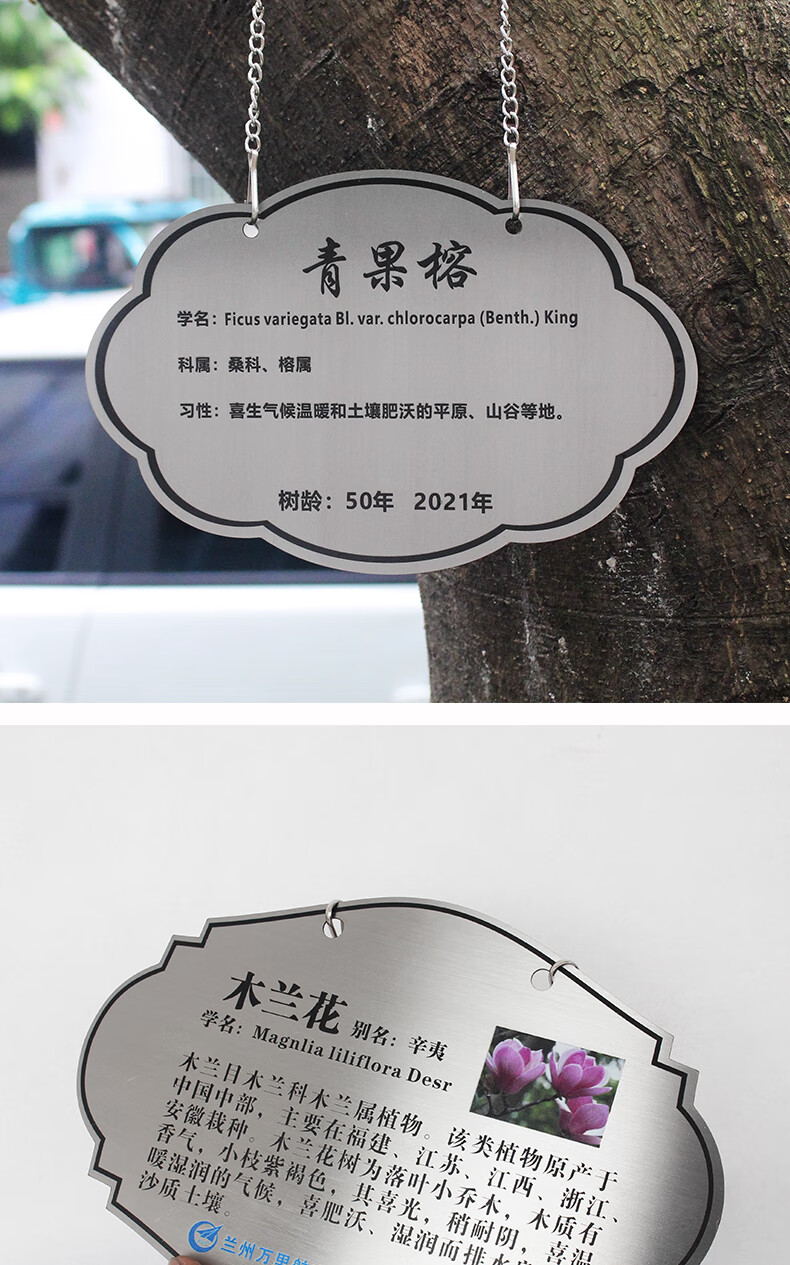 青果榕
学名：Ficus variegata Bl. var. chlorocarpa (Benth.) King
科属：桑科、榕属
习性：喜生气候温暖和土壤肥沃的平原、山谷等地。
树龄：50年 2021年
木兰花 别名：辛夷
学名：Magnlia liliflora Desr
木兰目木兰科木兰属植物。该类植物原产于
中国中部，主要在福建、江苏、江西、浙江、
安徽栽种。木兰花树为落叶小乔木，木质有
香气，小枝紫褐色，其喜光，稍耐阴，喜温
暖湿润的气候，喜肥沃、湿润而排水
沙质土壤。
兰州万里